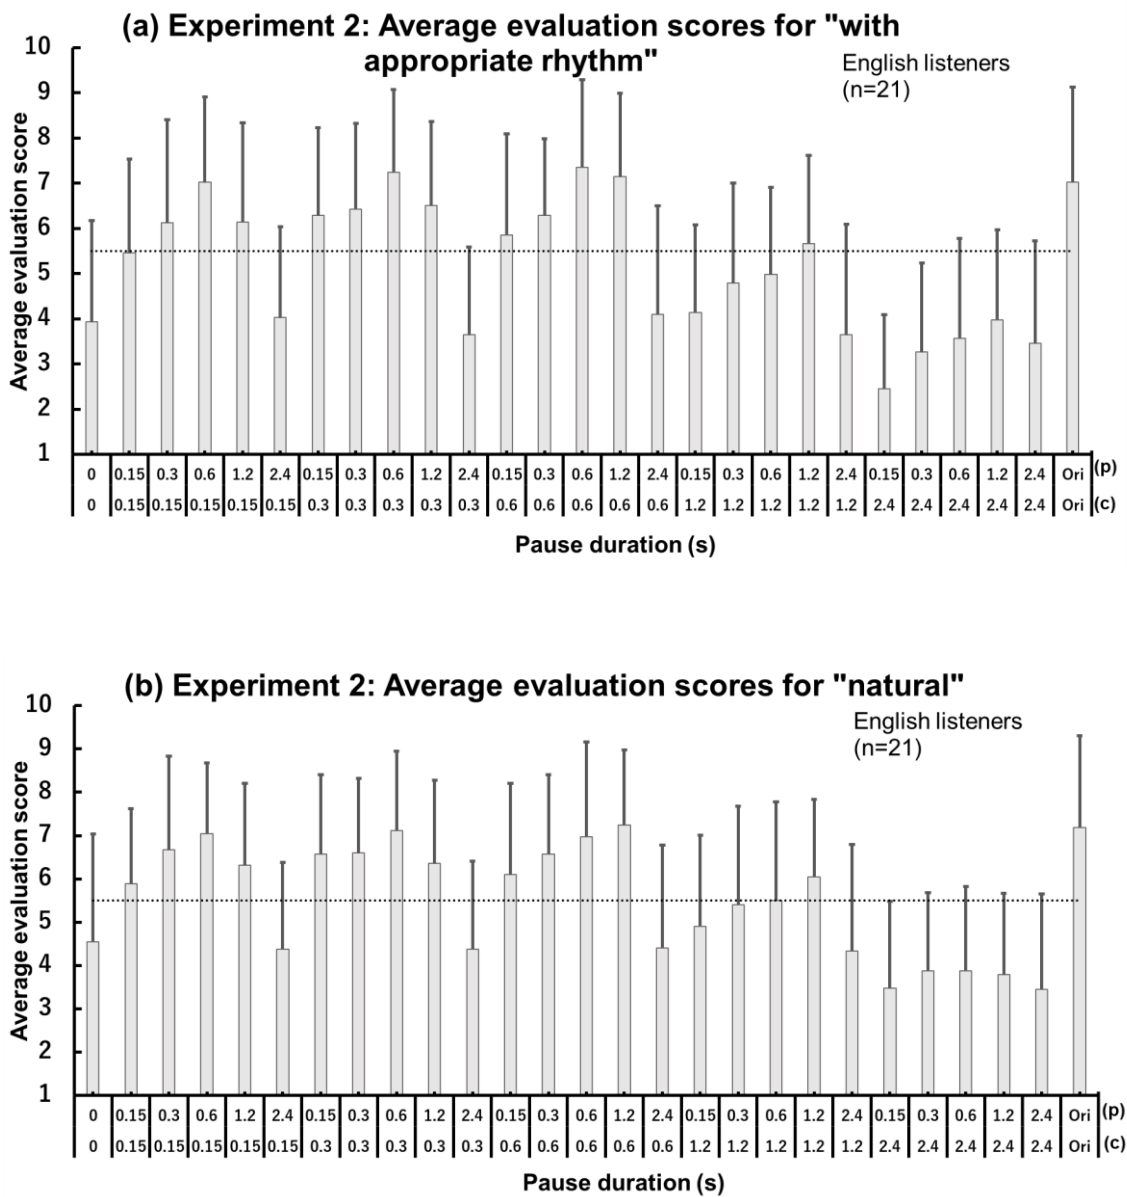 (a) Experiment 2: Average evaluation scores for "with
appropriate rhythm"
English listeners
(n=21)
Average evaluation score
10
9
8
7
6
5
4
3
2
1
0 0.15 0.3 0.6 1.2 2.4 0.15 0.3 0.6 1.2 2.4 0.15 0.3 0.6 1.2 2.4 0.15 0.3 0.6 1.2 2.4 0.15 0.3 0.6 1.2 2.4 Ori (p)
0 0.15 0.15 0.15 0.15 0.15 0.3 0.3 0.3 0.3 0.3 0.6 0.6 0.6 0.6 0.6 1.2 1.2 1.2 1.2 1.2 2.4 2.4 2.4 2.4 2.4 Ori (c)
Pause duration (s)
(b) Experiment 2: Average evaluation scores for "natural"
English listeners
(n=21)
Average evaluation score
10
9
8
7
6
5
4
3
2
1
0 0.15 0.3 0.6 1.2 2.4 0.15 0.3 0.6 1.2 2.4 0.15 0.3 0.6 1.2 2.4 0.15 0.3 0.6 1.2 2.4 0.15 0.3 0.6 1.2 2.4 Ori (p)
0 0.15 0.15 0.15 0.15 0.15 0.3 0.3 0.3 0.3 0.3 0.6 0.6 0.6 0.6 0.6 1.2 1.2 1.2 1.2 1.2 2.4 2.4 2.4 2.4 2.4 Ori (c)
Pause duration (s)